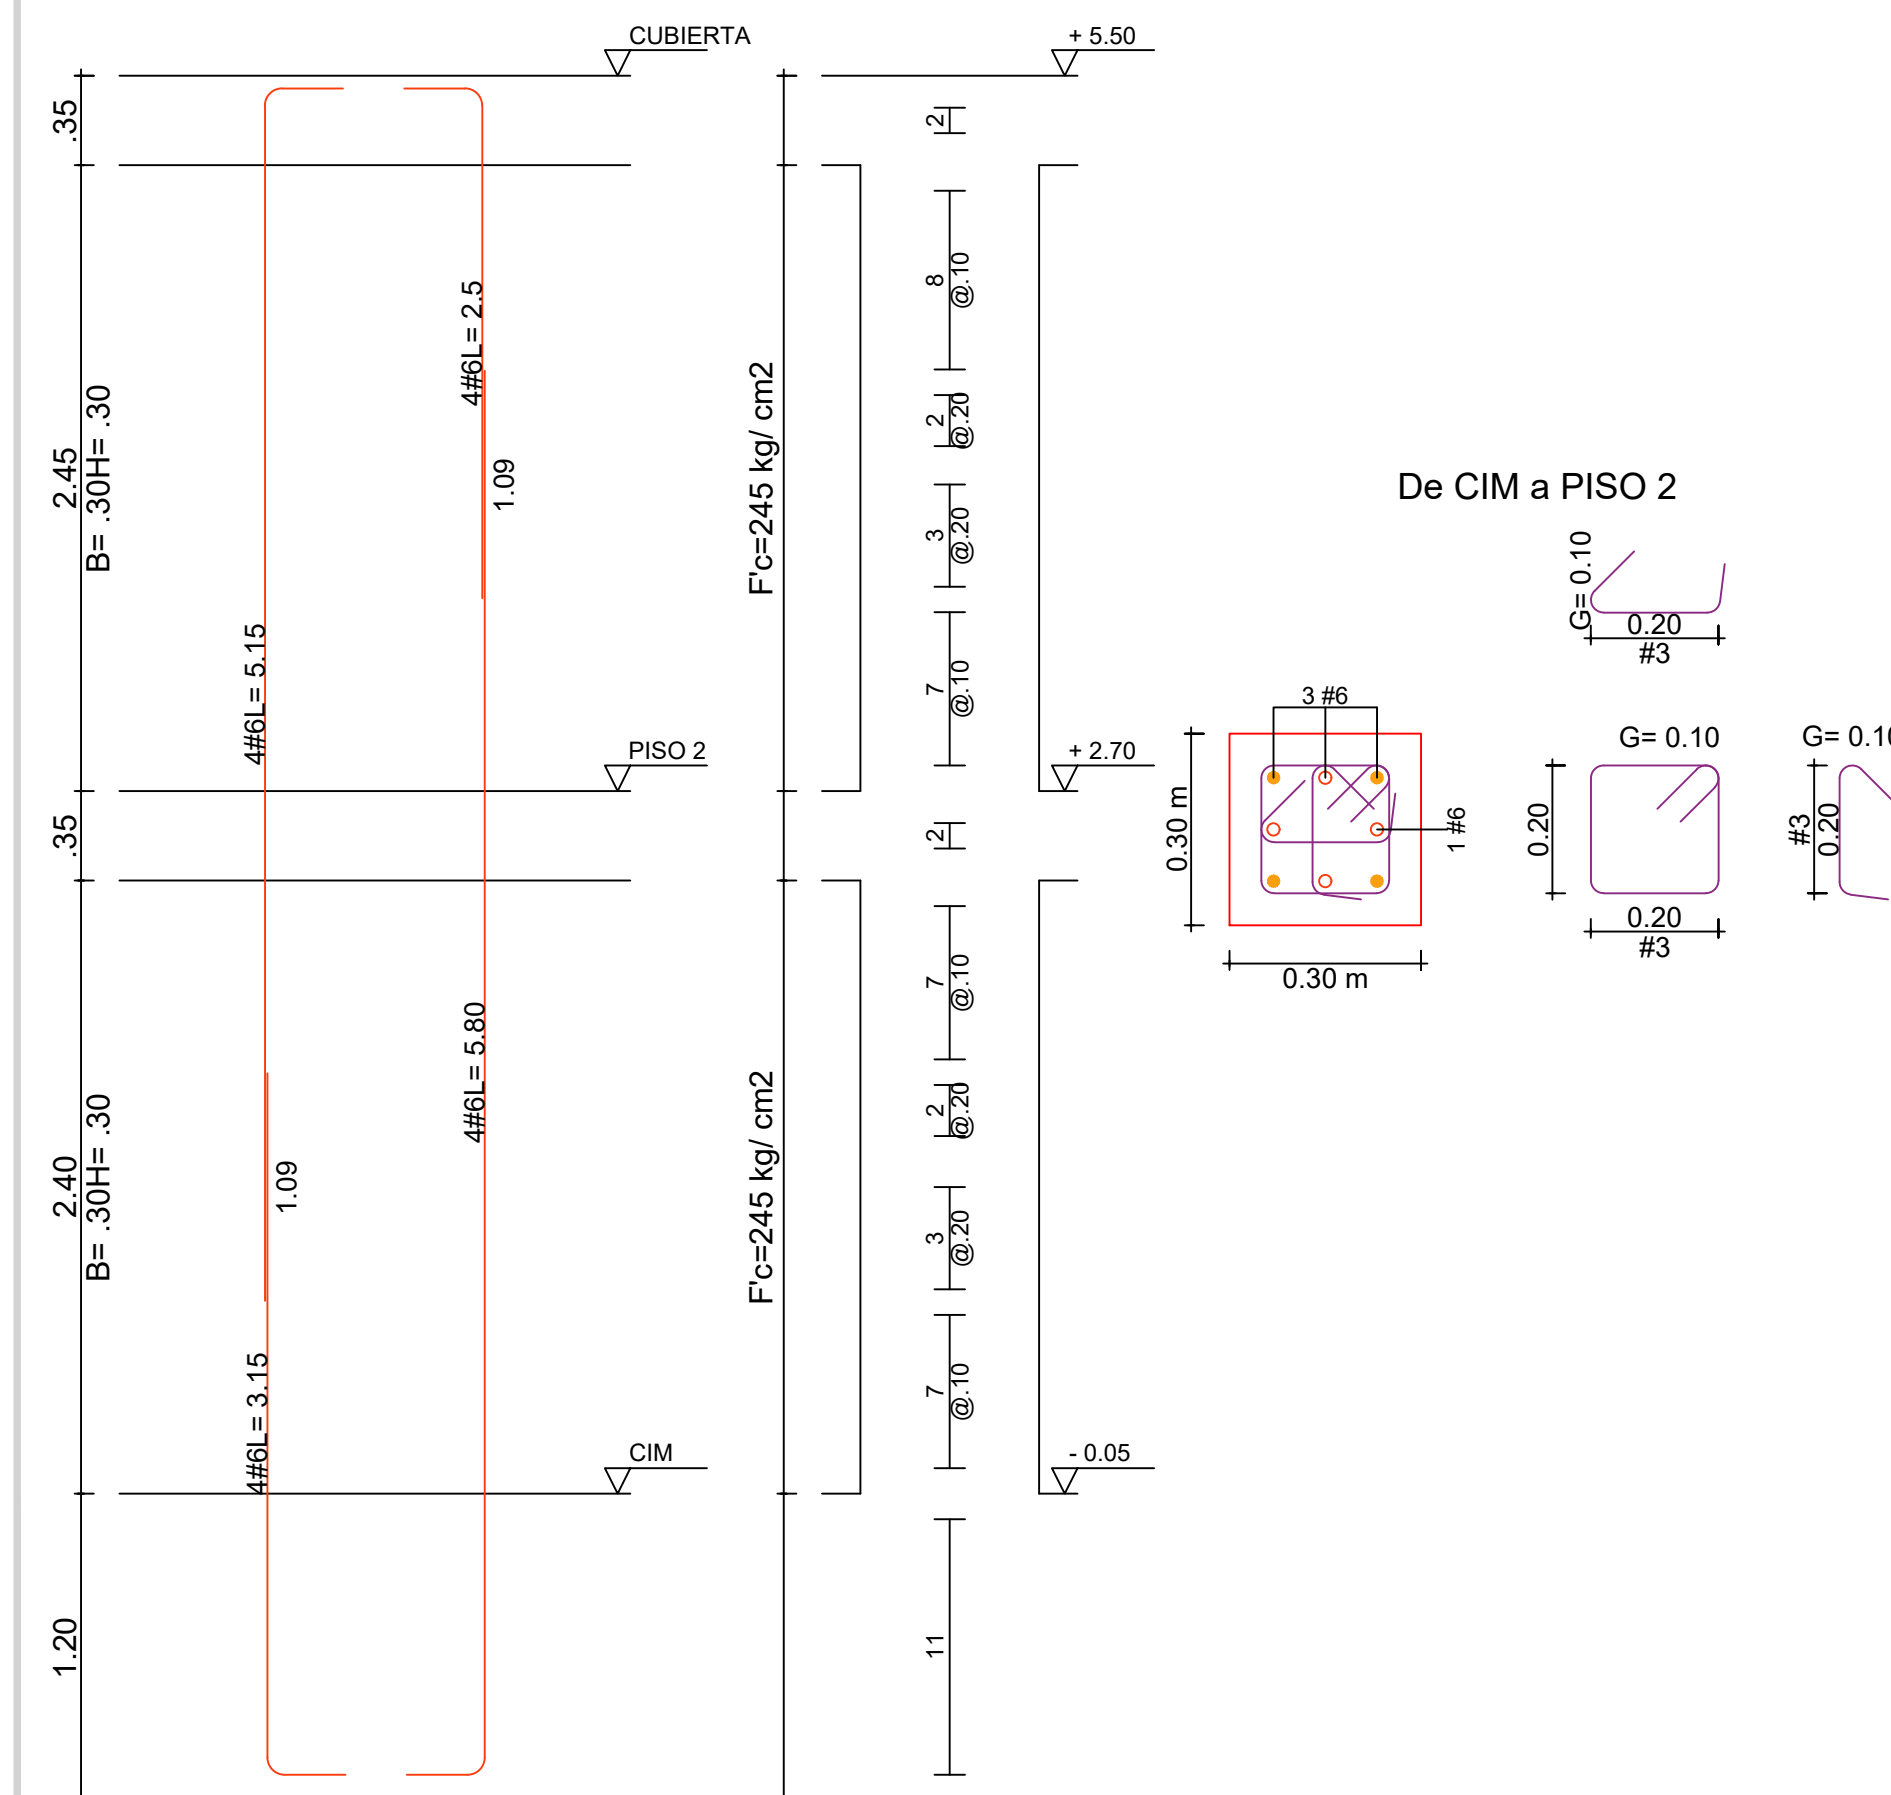 CUBIERTA
+ 5.50
.35
2
8
@.10
4#6L= 2.5
2
@.20
F'c=245 kg/ cm2
2.45
B= .30H= .30
1.09
3
@.20
De CIM a PISO 2
G= 0.10
0.20
#3
4#6L= 5.15
7
@.10
3 #6
PISO 2
+ 2.70
G= 0.10
.35
2
0.30 m
1 #6
0.20
#3
0.20
0.20
#3
0.30 m
7
@.10
4#6L= 5.80
2
@.20
F'c=245 kg/ cm2
2.40
B= .30H= .30
1.09
3
@.20
4#6L= 3.15
7
@.10
CIM
- 0.05
1.20
11